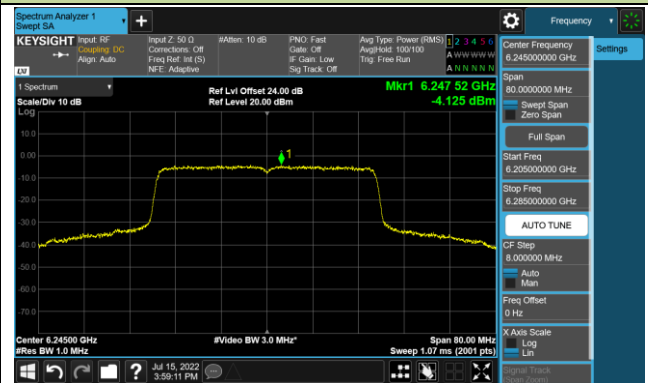 Spectrum Analyzer 1
Swept SA
Frequency
KEYSIGHT
Input: RF
Coupling: DC
Align: Auto
Input Z: 50 Ω
Corrections: Off
Freq Ref: Int (S)
NFE: Adaptive
#Atten: 10 dB
PNO: Fast
Gate: Off
IF Gain: Low
Sig Track: Off
Avg Type: Power (RMS)
Avg|Hold: 100/100
Trig: Free Run
1 2 3 4 5 6
A W W W W W
A N N N N N
LXI
1 Spectrum
Scale/Div 10 dB
Ref Lvl Offset 24.00 dB
Ref Level 20.00 dBm
Mkr1 6.247 52 GHz
-4.125 dBm
Log
10.0
0.00
-10.0
-20.0
-30.0
-40.0
-50.0
-60.0
-70.0
1
Center 6.24500 GHz
#Res BW 1.0 MHz
#Video BW 3.0 MHz*
Span 80.00 MHz
Sweep 1.07 ms (2001 pts)
Jul 15, 2022
3:59:11 PM
Center Frequency
6.245000000 GHz
Span
80.0000000 MHz
Swept Span
Zero Span
Full Span
Start Freq
6.205000000 GHz
Stop Freq
6.285000000 GHz
AUTO TUNE
CF Step
8.000000 MHz
Auto
Man
Freq Offset
0 Hz
X Axis Scale
Log
Lin
Signal Track
(Span Zoom)
Settings